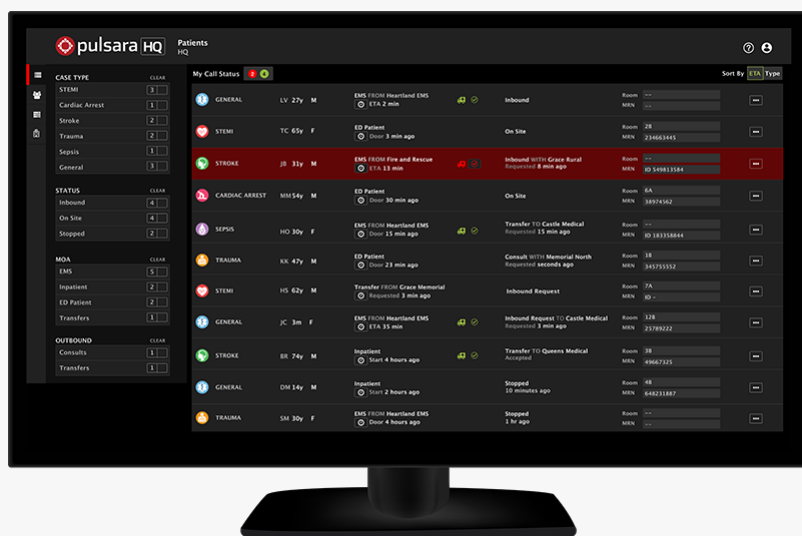 pulsara HQ
Patients
HQ
CASE TYPE CLEAR
STEMI 3
Cardiac Arrest 1
Stroke 2
Trauma 2
Sepsis 1
General 3
STATUS CLEAR
Inbound 4
On Site 4
Stopped 2
MOA CLEAR
EMS 5
Inpatient 2
ED Patient 2
Transfers 1
OUTBOUND CLEAR
Consults 1
Transfers 1
My Call Status 2 4
Sort By ETA Type
GENERAL LV 27y M EMS FROM Heartland EMS Inbound Room --
ETA 2 min MRN --
STEMI TC 65y F ED Patient On Site Room 2B
Door 3 min ago MRN 234663445
STROKE JB 31y M EMS FROM Fire and Rescue Inbound WITH Grace Rural Room --
ETA 13 min Requested 8 min ago MRN ID 549813584
CARDIAC ARREST MM 54y M ED Patient On Site Room 6A
Door 30 min ago MRN 38974562
SEPSIS HO 30y F EMS FROM Heartland EMS Transfer TO Castle Medical Room --
Door 15 min ago Requested 15 min ago MRN ID 183358844
TRAUMA KK 47y M ED Patient Consult WITH Memorial North Room 18
Door 23 min ago Requested seconds ago MRN 345755552
STEMI HS 62y M Transfer FROM Grace Memorial Inbound Request Room 7A
Requested 3 min ago MRN ID -
GENERAL JC 3m F EMS FROM Heartland EMS Inbound Request TO Castle Medical Room 128
ETA 35 min Requested 3 min ago MRN 25789222
STROKE BR 74y M Inpatient Transfer TO Queens Medical Room 38
Start 4 hours ago Accepted MRN 49667325
GENERAL DM 14y M Inpatient Stopped Room 48
Start 2 hours ago 10 minutes ago MRN 648231887
TRAUMA SM 30y F EMS FROM Heartland EMS Stopped Room --
Door 4 hours ago 1 hr ago MRN --